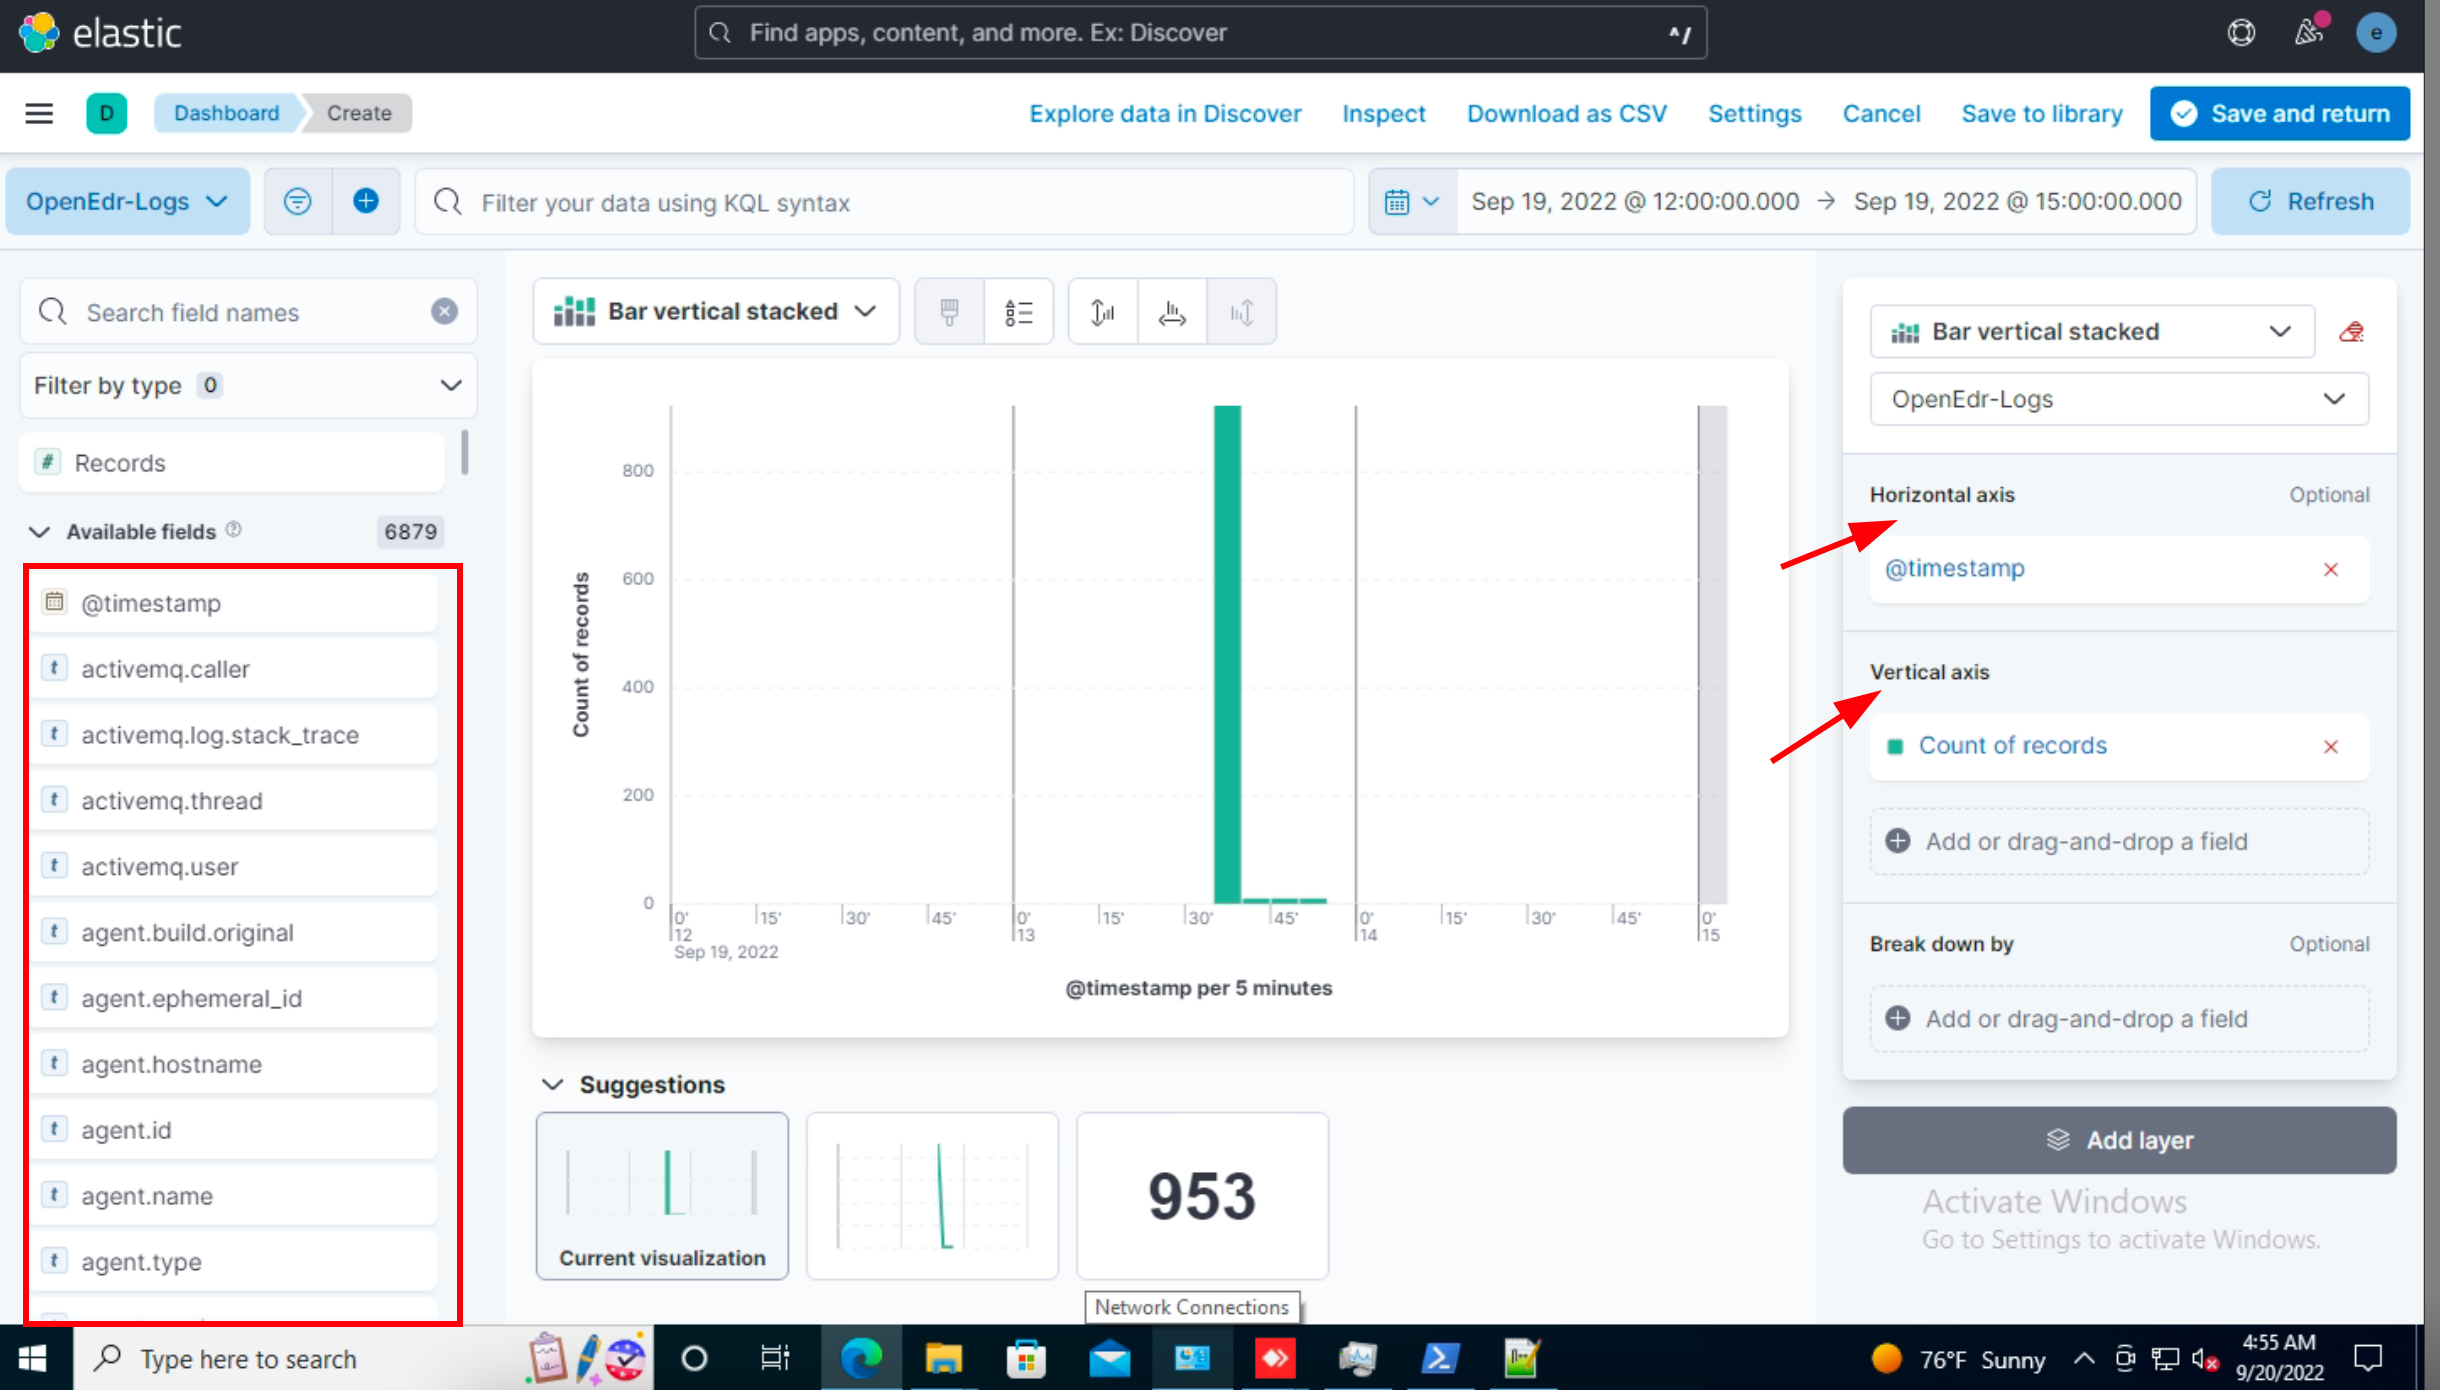 elastic
Find apps, content, and more. Ex: Discover
^/
e
D
Dashboard
Create
Explore data in Discover
Inspect
Download as CSV
Settings
Cancel
Save to library
Save and return
OpenEdr-Logs
Filter your data using KQL syntax
Sep 19, 2022 @ 12:00:00.000 → Sep 19, 2022 @ 15:00:00.000
Refresh
Search field names
Filter by type 0
# Records
Available fields
6879
@timestamp
t activemq.caller
t activemq.log.stack_trace
t activemq.thread
t activemq.user
t agent.build.original
t agent.ephemeral_id
t agent.hostname
t agent.id
t agent.name
t agent.type
Bar vertical stacked
Count of records
800
600
400
200
0
0' 15' 30' 45' 0' 15' 30' 45' 0' 15' 30' 45' 0'
12 13 14 15
Sep 19, 2022
@timestamp per 5 minutes
Suggestions
Current visualization
953
Network Connections
Bar vertical stacked
OpenEdr-Logs
Horizontal axis
Optional
@timestamp
Vertical axis
Count of records
Add or drag-and-drop a field
Break down by
Optional
Add or drag-and-drop a field
Add layer
Activate Windows
Go to Settings to activate Windows.
Type here to search
76°F Sunny
4:55 AM
9/20/2022